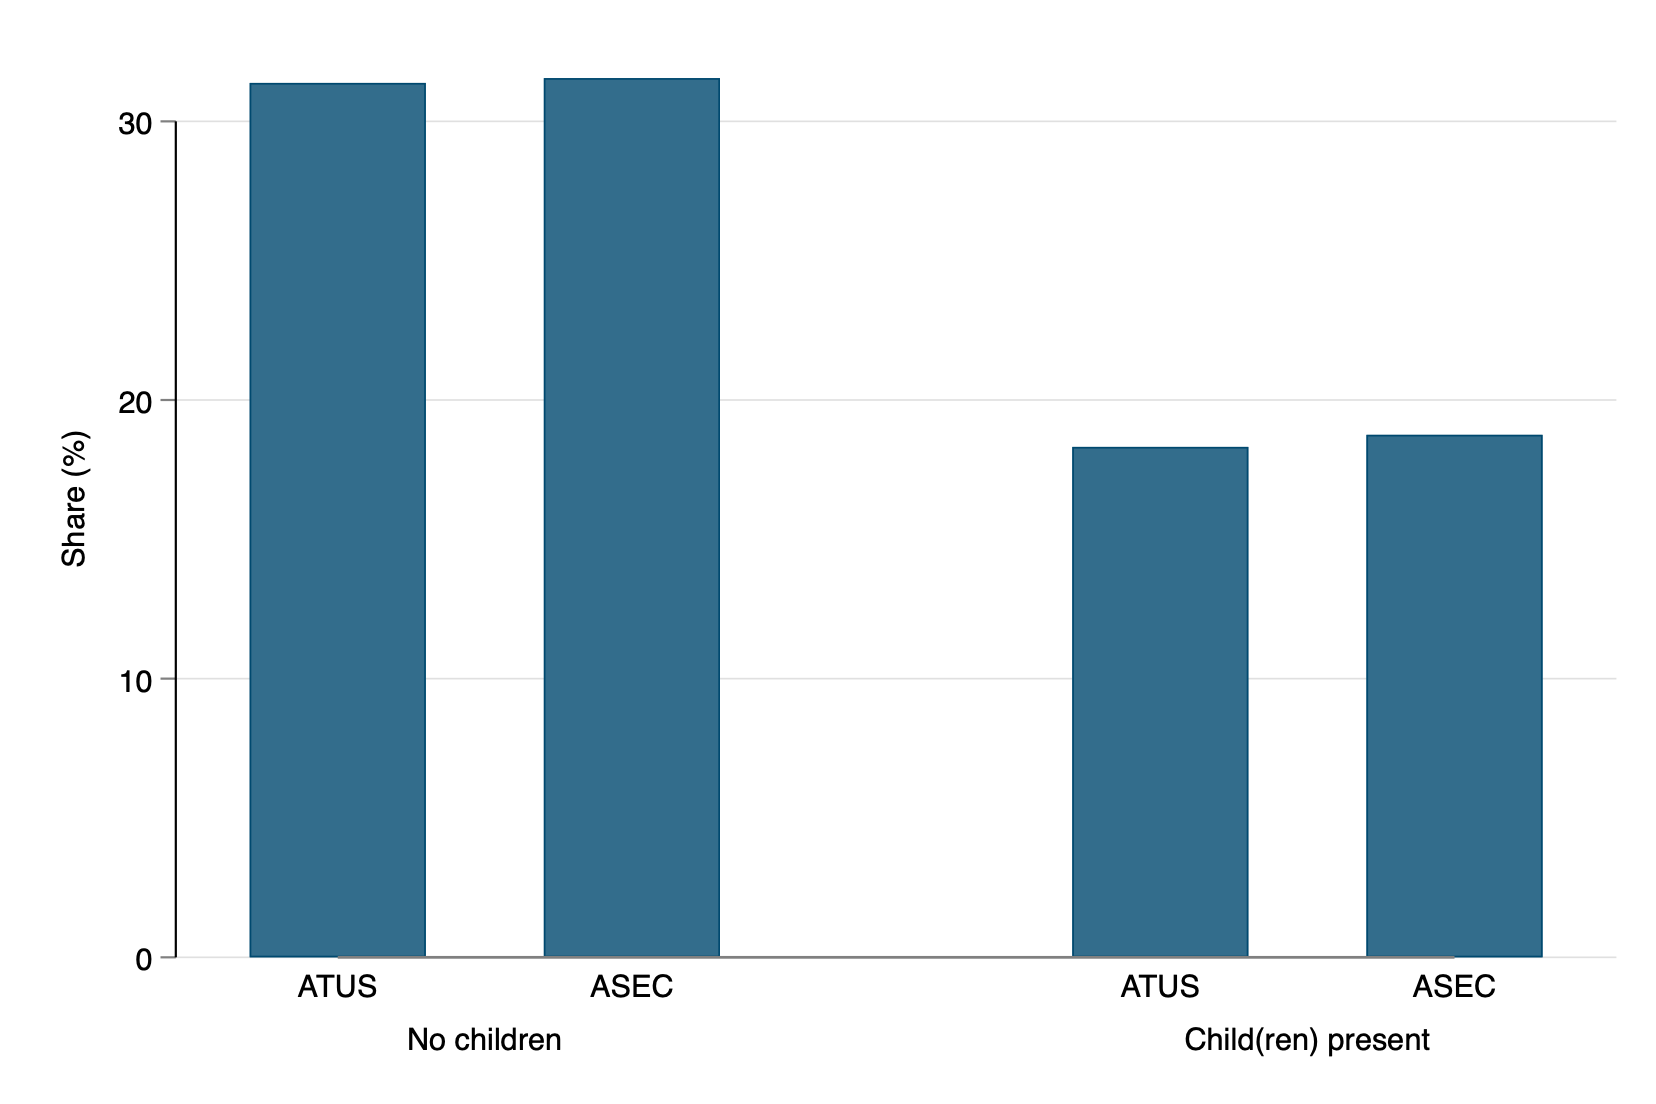 Share (%)
30
20
10
0
ATUS
ASEC
ATUS
ASEC
No children
Child(ren) present